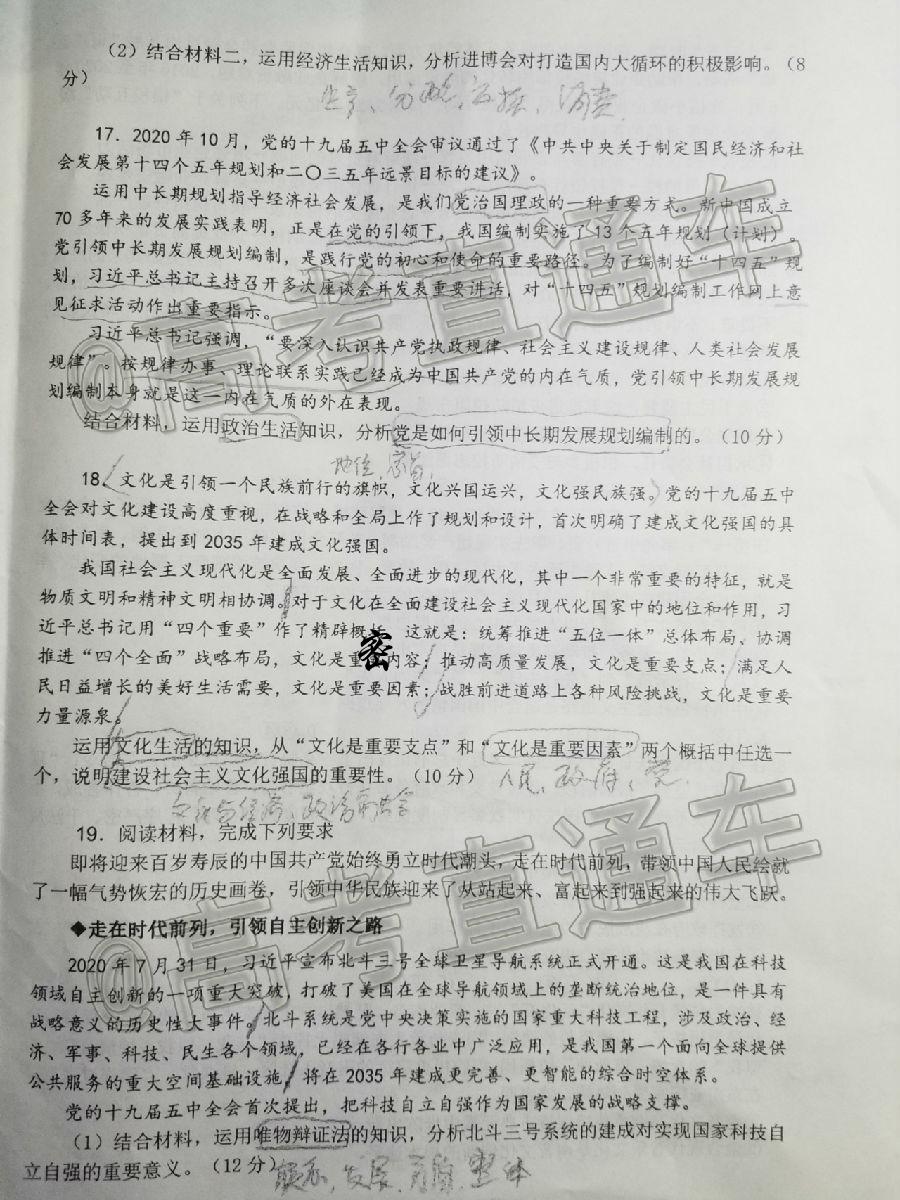 （2）结合材料二，运用经济生活知识，分析进博会对打造国内大循环的积极影响。（8
分）
生产、分配、交换、消费
17．2020 年 10 月，党的十九届五中全会审议通过了《中共中央关于制定国民经济和社
会发展第十四个五年规划和二〇三五年远景目标的建议》。
运用中长期规划指导经济社会发展，是我们党治国理政的一种重要方式。新中国成立
70 多年来的发展实践表明，正是在党的引领下，我国编制实施了 13 个五年规划（计划）。
党引领中长期发展规划编制，是践行党的初心和使命的重要路径。为了编制好“十四五”规
划，习近平总书记主持召开多次座谈会并发表重要讲话，对“十四五”规划编制工作网上意
见征求活动作出重要指示。
习近平总书记强调，“要深入认识共产党执政规律、社会主义建设规律、人类社会发展
规律”。按规律办事、理论联系实践已经成为中国共产党的内在气质，党引领中长期发展规
划编制本身就是这一内在气质的外在表现。
结合材料，运用政治生活知识，分析党是如何引领中长期发展规划编制的。（10 分）
地位、
18．文化是引领一个民族前行的旗帜，文化兴国运兴，文化强民族强。党的十九届五中
全会对文化建设高度重视，在战略和全局上作了规划和设计，首次明确了建成文化强国的具
体时间表，提出到 2035 年建成文化强国。
我国社会主义现代化是全面发展、全面进步的现代化，其中一个非常重要的特征，就是
物质文明和精神文明相协调。对于文化在全面建设社会主义现代化国家中的地位和作用，习
近平总书记用“四个重要”作了精辟概括，这就是：统筹推进“五位一体”总体布局、协调
推进“四个全面”战略布局，文化是重要内容；推动高质量发展，文化是重要支点；满足人
密
民日益增长的美好生活需要，文化是重要因素；战胜前进道路上各种风险挑战，文化是重要
力量源泉。
运用文化生活的知识，从“文化是重要支点”和“文化是重要因素”两个概括中任选一
个，说明建设社会主义文化强国的重要性。（10 分）
人民、政府、党
文化与经济、政治
19．阅读材料，完成下列要求
即将迎来百岁寿辰的中国共产党始终勇立时代潮头，走在时代前列，带领中国人民绘就
了一幅气势恢宏的历史画卷，引领中华民族迎来了从站起来、富起来到强起来的伟大飞跃。
◆走在时代前列，引领自主创新之路
2020 年 7 月 31 日，习近平宣布北斗三号全球卫星导航系统正式开通。这是我国在科技
领域自主创新的一项重大突破，打破了美国在全球导航领域上的垄断统治地位，是一件具有
战略意义的历史性大事件。北斗系统是党中央决策实施的国家重大科技工程，涉及政治、经
济、军事、科技、民生各个领域，已经在各行各业中广泛应用，是我国第一个面向全球提供
公共服务的重大空间基础设施，将在 2035 年建成更完善、更智能的综合时空体系。
党的十九届五中全会首次提出，把科技自立自强作为国家发展的战略支撑。
（1）结合材料，运用唯物辩证法的知识，分析北斗三号系统的建成对实现国家科技自
立自强的重要意义。（12 分）
联系、发展、矛盾、整体
@高考直通车
@高考直通车